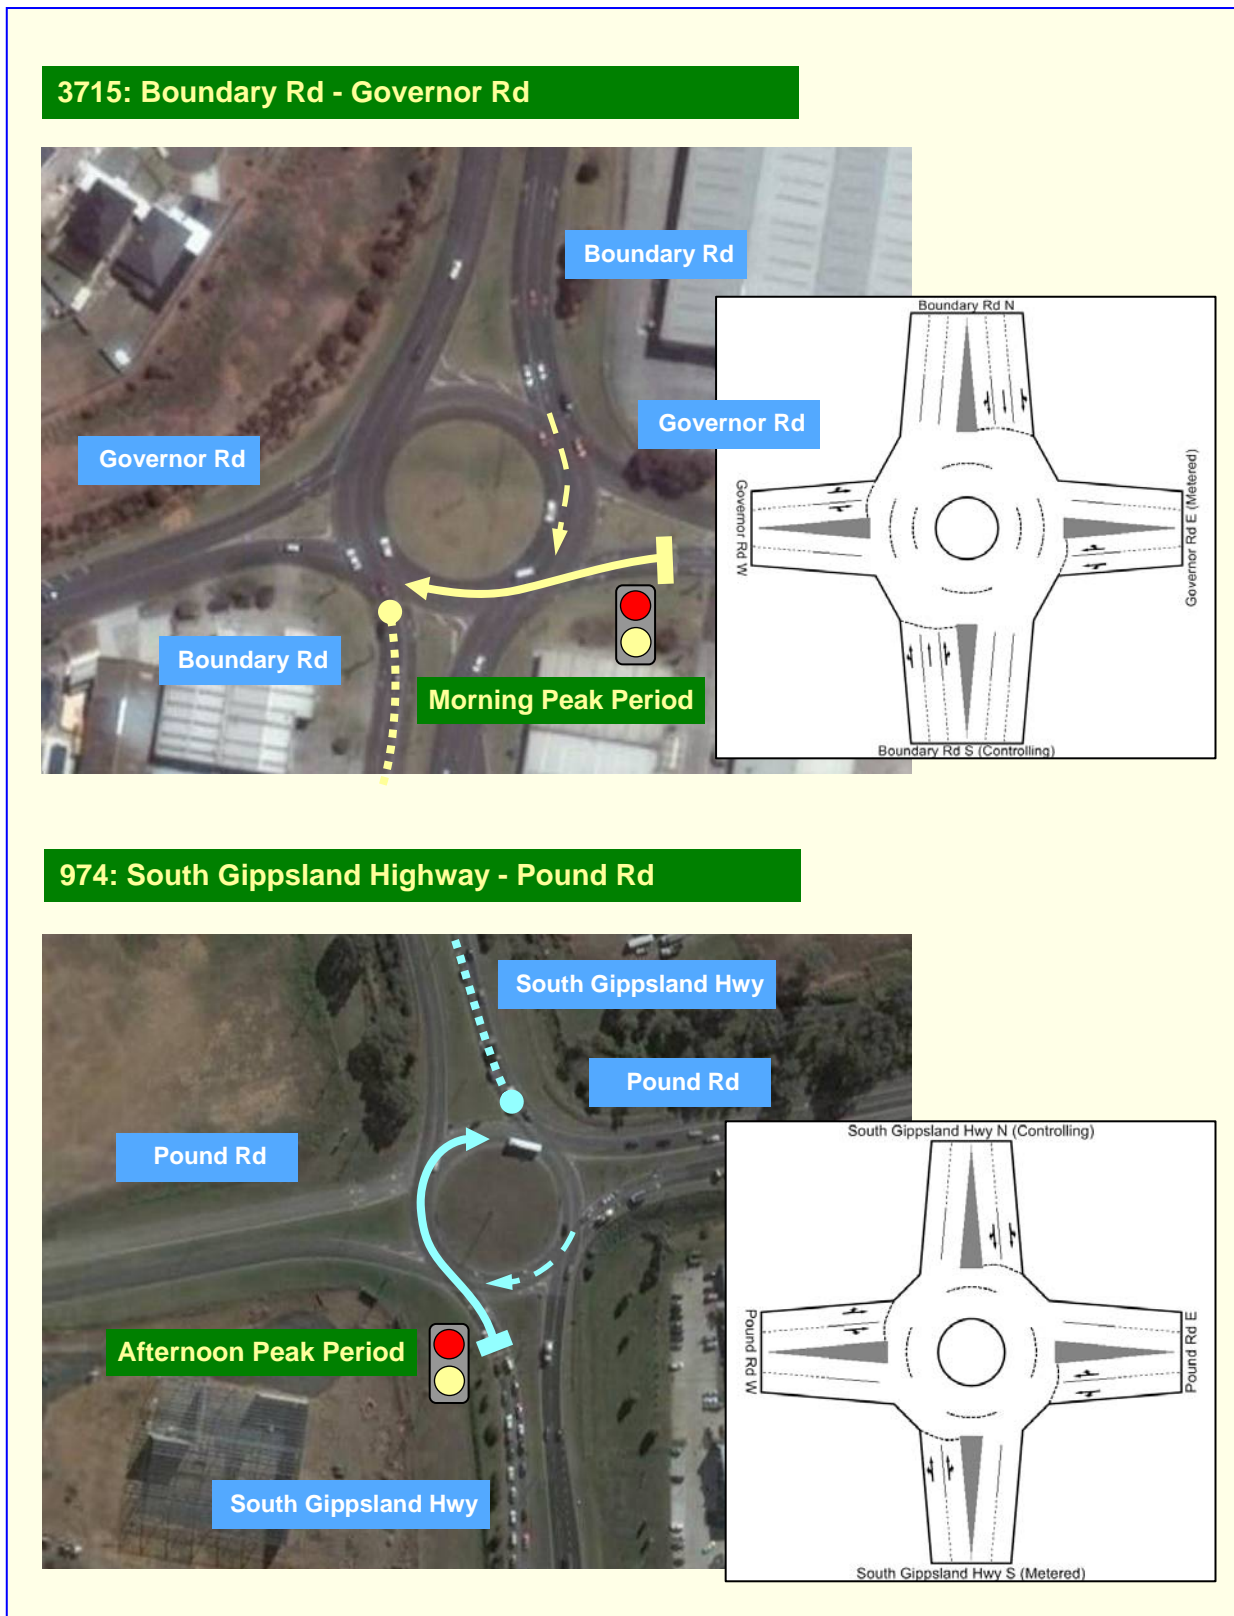 3715: Boundary Rd - Governor Rd
Boundary Rd
Governor Rd
Governor Rd
Boundary Rd
Morning Peak Period
Boundary Rd N
Governor Rd W
Governor Rd E (Metered)
Boundary Rd S (Controlling)
974: South Gippsland Highway - Pound Rd
South Gippsland Hwy
Pound Rd
Pound Rd
Afternoon Peak Period
South Gippsland Hwy
South Gippsland Hwy N (Controlling)
Pound Rd W
Pound Rd E
South Gippsland Hwy S (Metered)